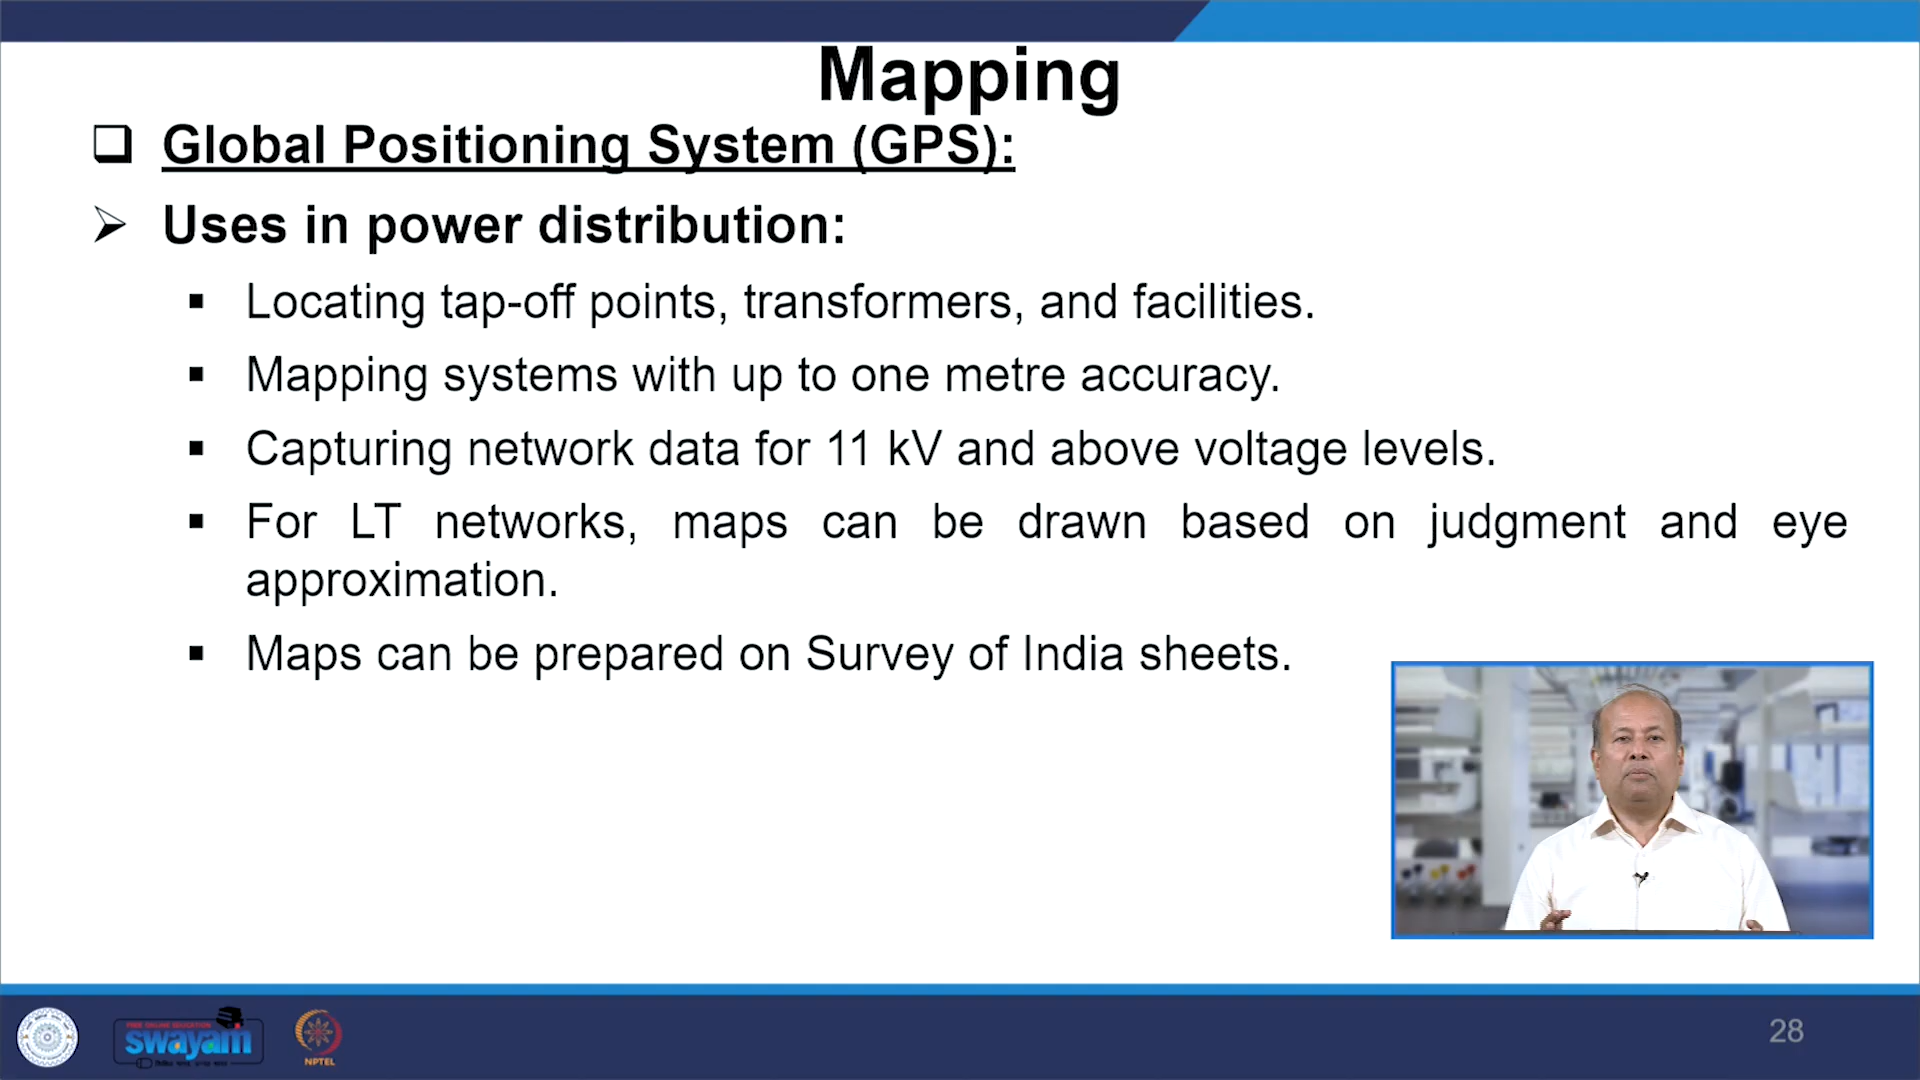 Mapping
Global Positioning System (GPS):
Uses in power distribution:
Locating tap-off points, transformers, and facilities.
Mapping systems with up to one metre accuracy.
Capturing network data for 11 kV and above voltage levels.
For LT networks, maps can be drawn based on judgment and eye
approximation.
Maps can be prepared on Survey of India sheets.
FREE ONLINE EDUCATION
swayam
NPTEL
28